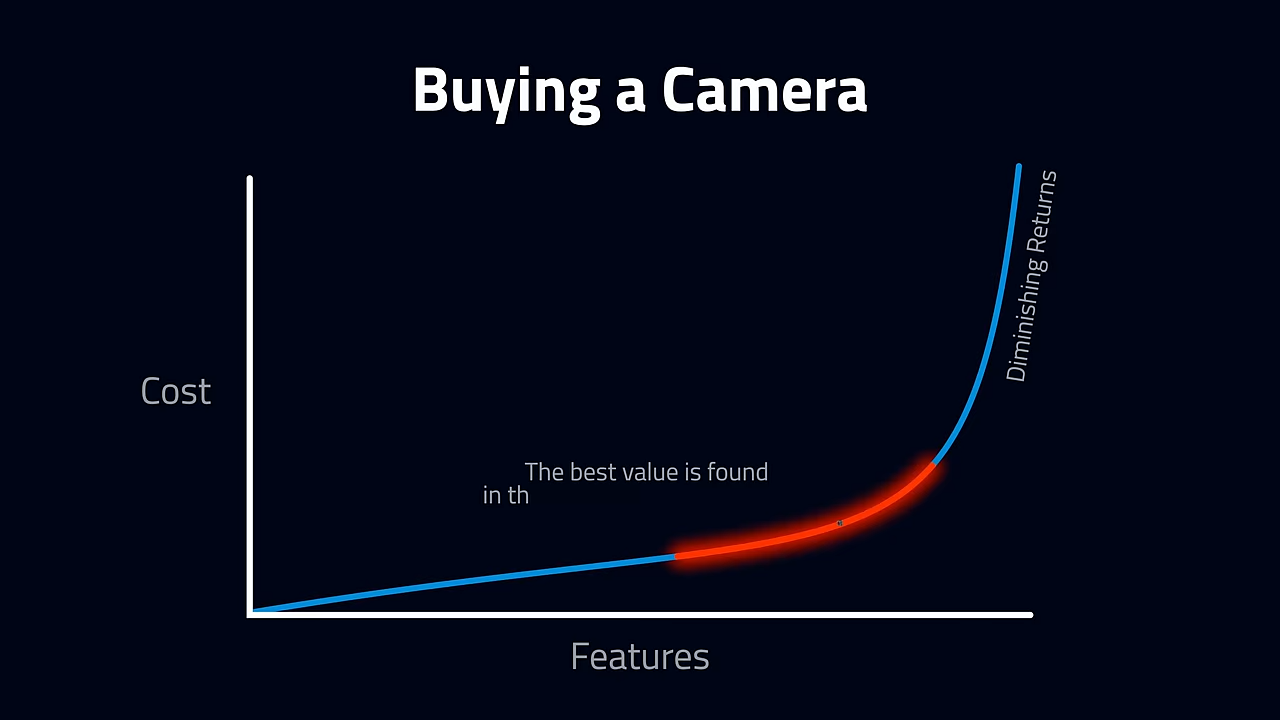 Buying a Camera
Diminishing Returns
Cost
The best value is found
in th
Features